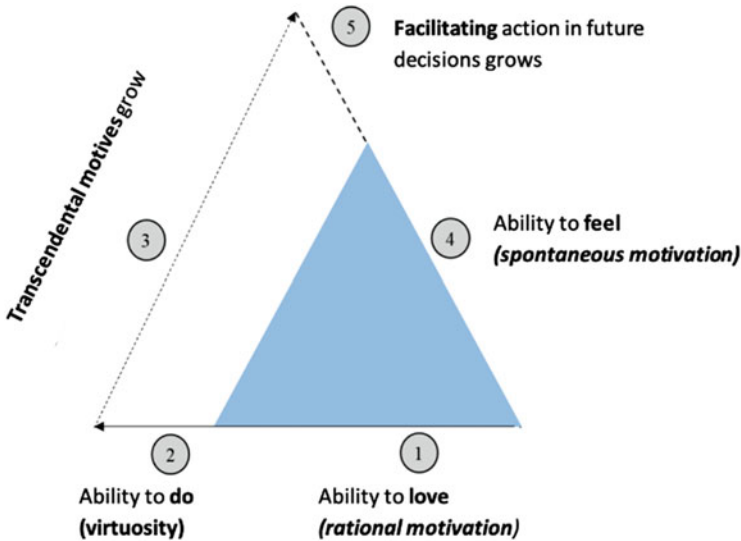 5
Facilitating action in future
decisions grows
Transcendental motives grow
3
4
Ability to feel
(spontaneous motivation)
2
1
Ability to do
(virtuosity)
Ability to love
(rational motivation)